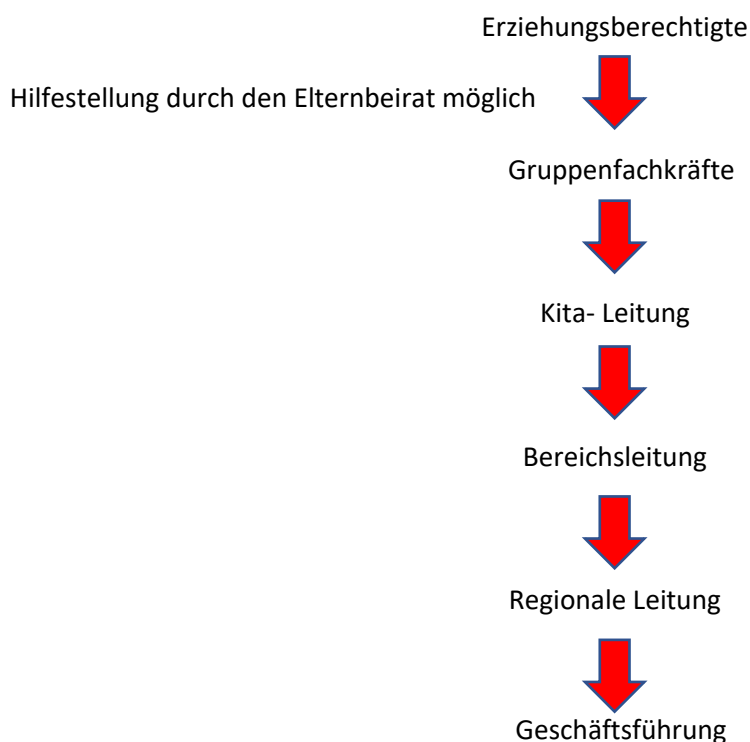 Erziehungsberechtigte
Hilfestellung durch den Elternbeirat möglich
Gruppenfachkräfte
Kita- Leitung
Bereichsleitung
Regionale Leitung
Geschäftsführung